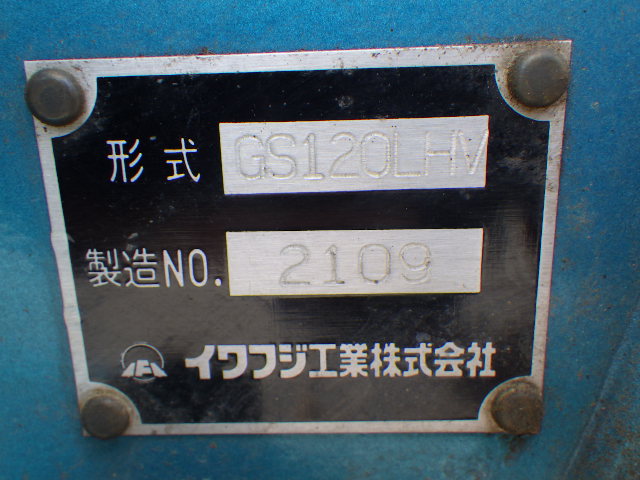 形式 GS120LHV
製造NO. 2109
イワフジ工業株式会社